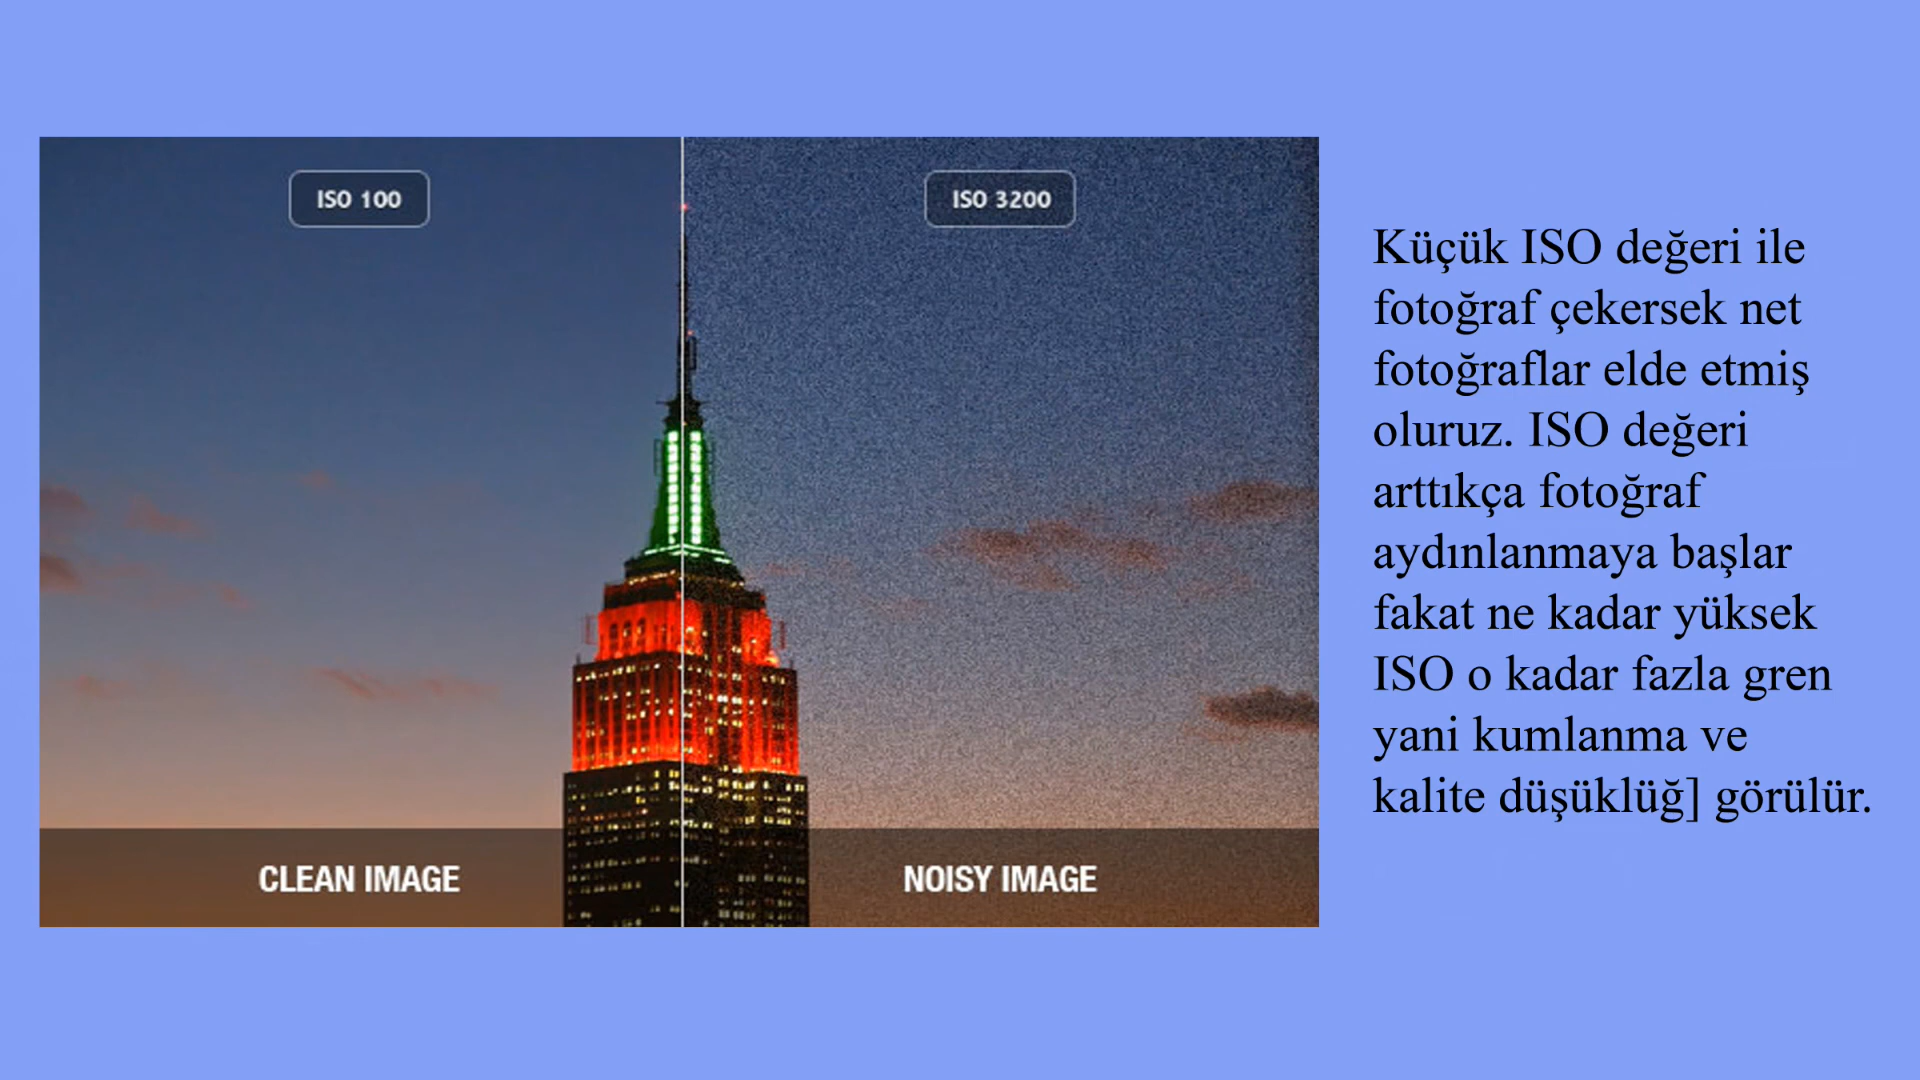 ISO 100
ISO 3200
CLEAN IMAGE
NOISY IMAGE
Küçük ISO değeri ile
fotoğraf çekersek net
fotoğraflar elde etmiş
oluruz. ISO değeri
arttıkça fotoğraf
aydınlanmaya başlar
fakat ne kadar yüksek
ISO o kadar fazla gren
yani kumlanma ve
kalite düşüklüğ] görülür.